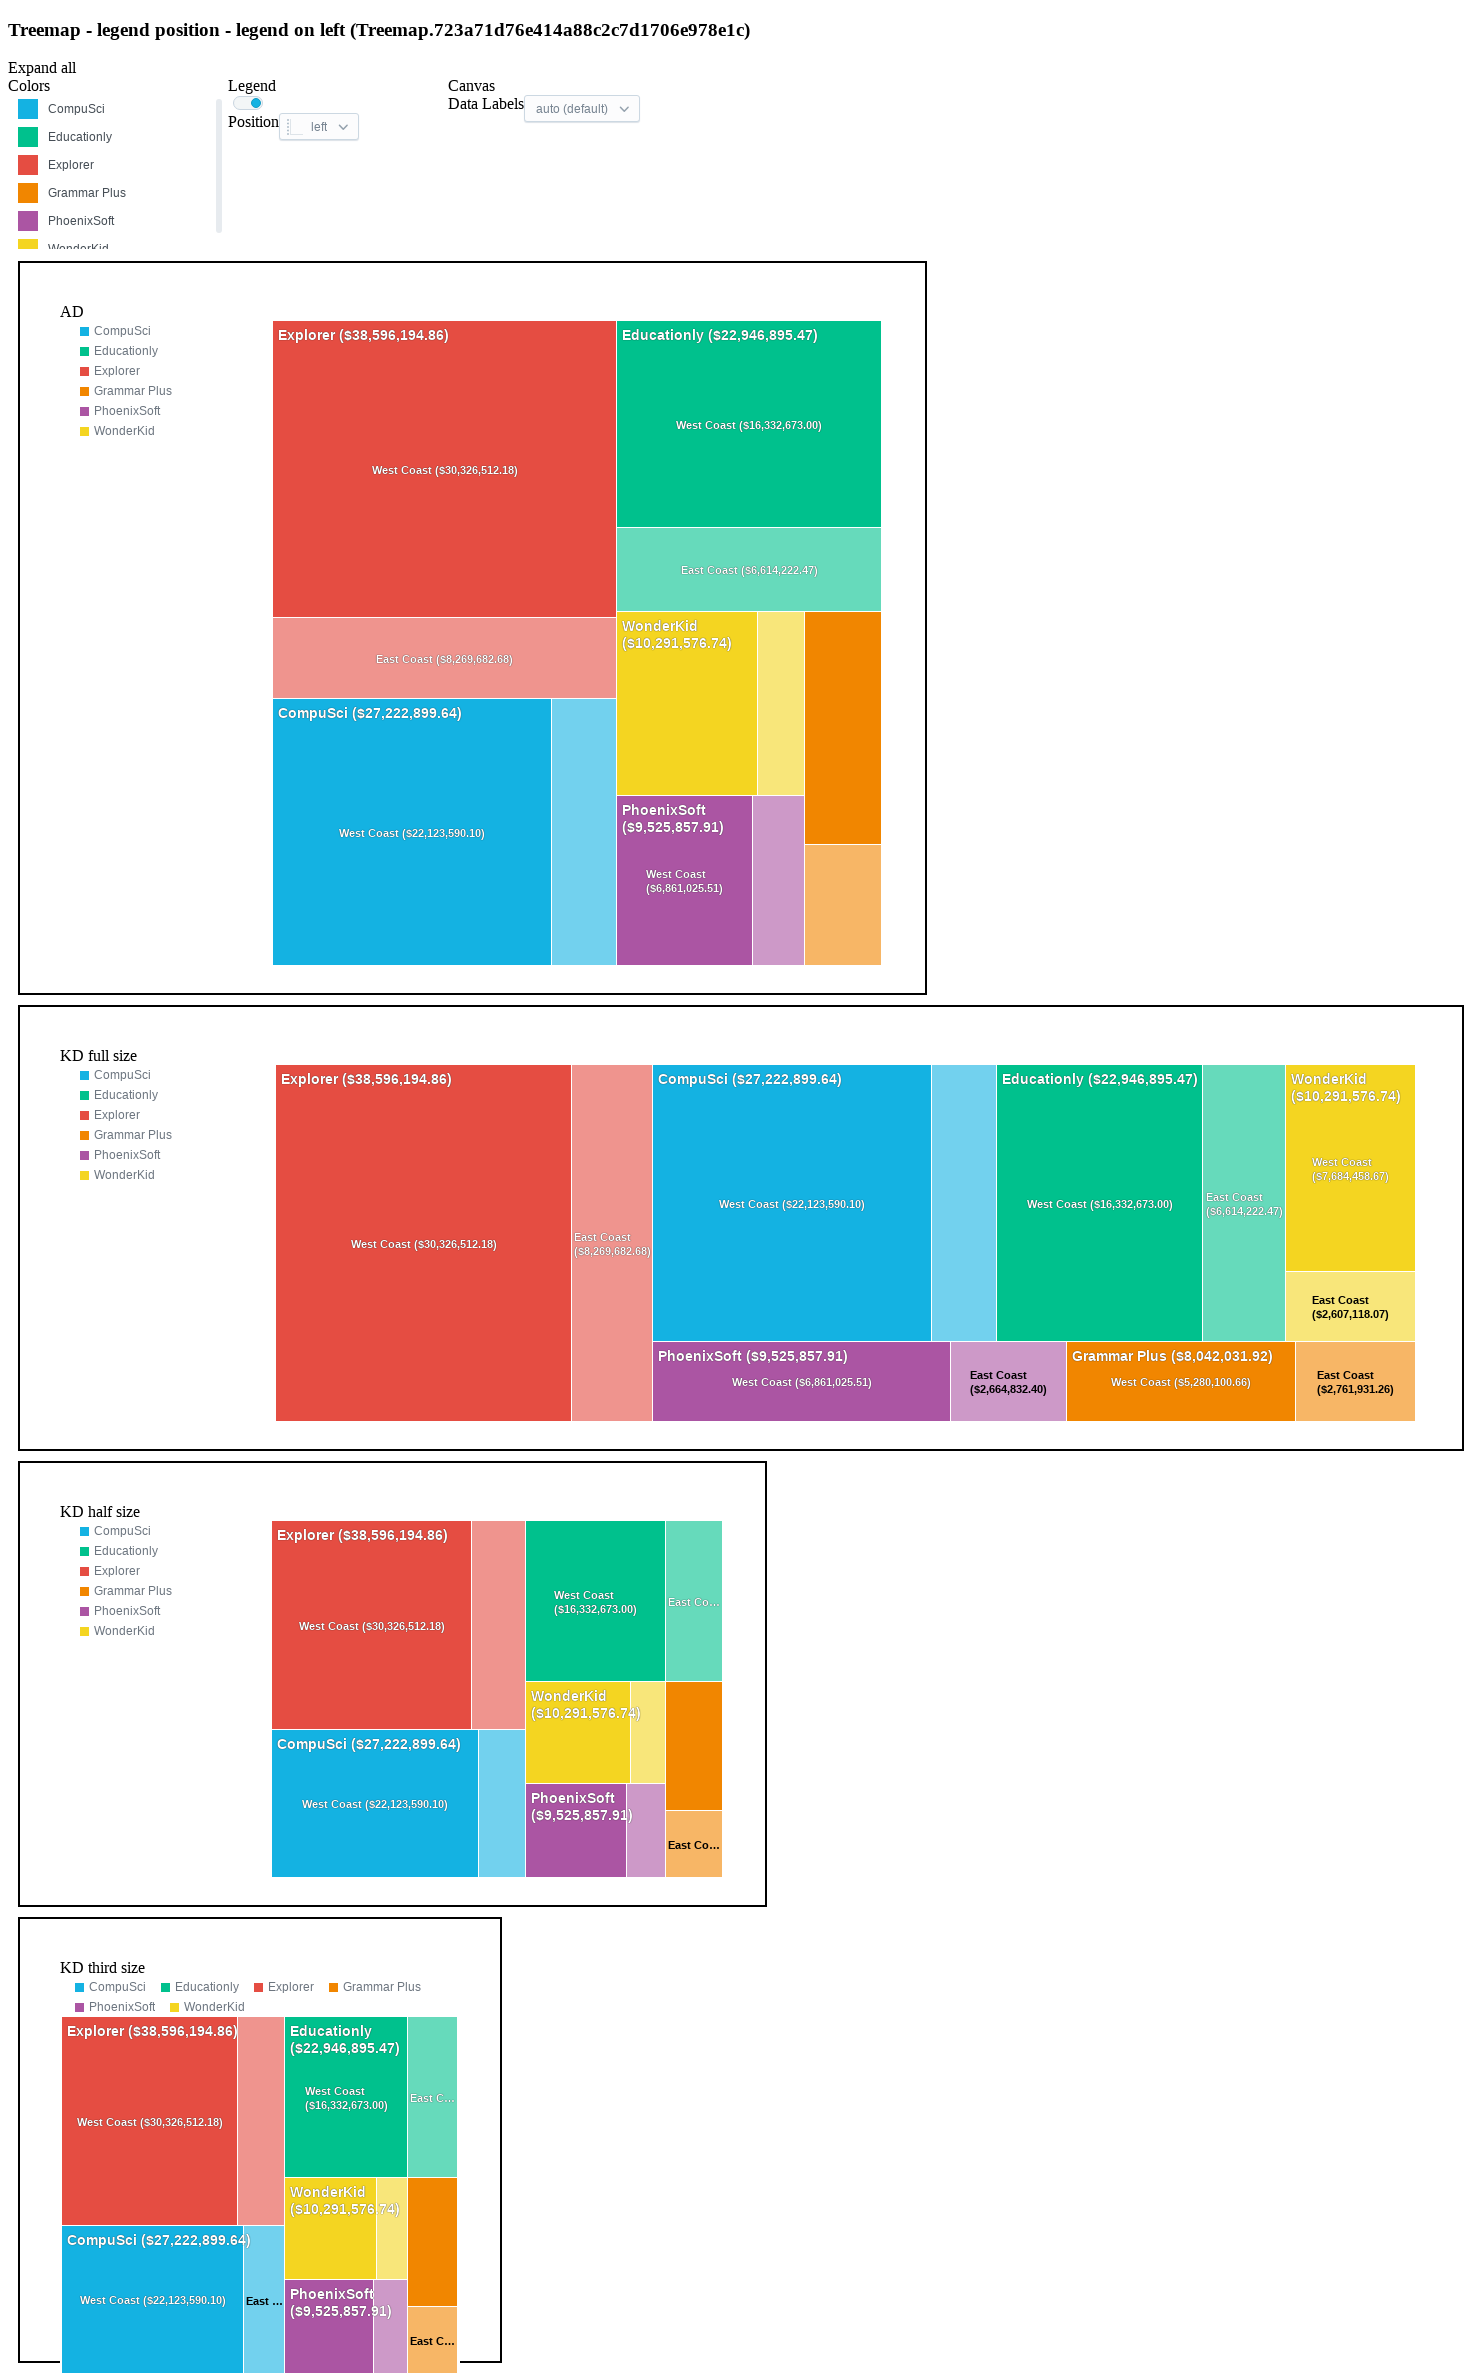 Treemap - legend position - legend on left (Treemap.723a71d76e414a88c2c7d1706e978e1c)
Expand all
Colors
CompuSci
Educationly
Explorer
Grammar Plus
PhoenixSoft
WonderKid
Legend
Position left
Canvas
Data Labels auto (default)
AD
CompuSci
Educationly
Explorer
Grammar Plus
PhoenixSoft
WonderKid
Explorer ($38,596,194.86)
West Coast ($30,326,512.18)
East Coast ($8,269,682.68)
CompuSci ($27,222,899.64)
West Coast ($22,123,590.10)
Educationly ($22,946,895.47)
West Coast ($16,332,673.00)
East Coast ($6,614,222.47)
WonderKid
($10,291,576.74)
PhoenixSoft
($9,525,857.91)
West Coast
($6,861,025.51)
KD full size
CompuSci
Educationly
Explorer
Grammar Plus
PhoenixSoft
WonderKid
Explorer ($38,596,194.86)
West Coast ($30,326,512.18)
East Coast
($8,269,682.68)
CompuSci ($27,222,899.64)
West Coast ($22,123,590.10)
Educationly ($22,946,895.47)
West Coast ($16,332,673.00)
East Coast
($6,614,222.47)
WonderKid
($10,291,576.74)
West Coast
($7,684,458.67)
East Coast
($2,607,118.07)
PhoenixSoft ($9,525,857.91)
West Coast ($6,861,025.51)
East Coast
($2,664,832.40)
Grammar Plus ($8,042,031.92)
West Coast ($5,280,100.66)
East Coast
($2,761,931.26)
KD half size
CompuSci
Educationly
Explorer
Grammar Plus
PhoenixSoft
WonderKid
Explorer ($38,596,194.86)
West Coast ($30,326,512.18)
CompuSci ($27,222,899.64)
West Coast ($22,123,590.10)
West Coast
($16,332,673.00)
East Co…
WonderKid
($10,291,576.74)
PhoenixSoft
($9,525,857.91)
East Co…
KD third size
CompuSci Educationly Explorer Grammar Plus
PhoenixSoft WonderKid
Explorer ($38,596,194.86)
West Coast ($30,326,512.18)
CompuSci ($27,222,899.64)
West Coast ($22,123,590.10)
East …
Educationly
($22,946,895.47)
West Coast
($16,332,673.00)
East C…
WonderKid
($10,291,576.74)
PhoenixSoft
($9,525,857.91)
East C…